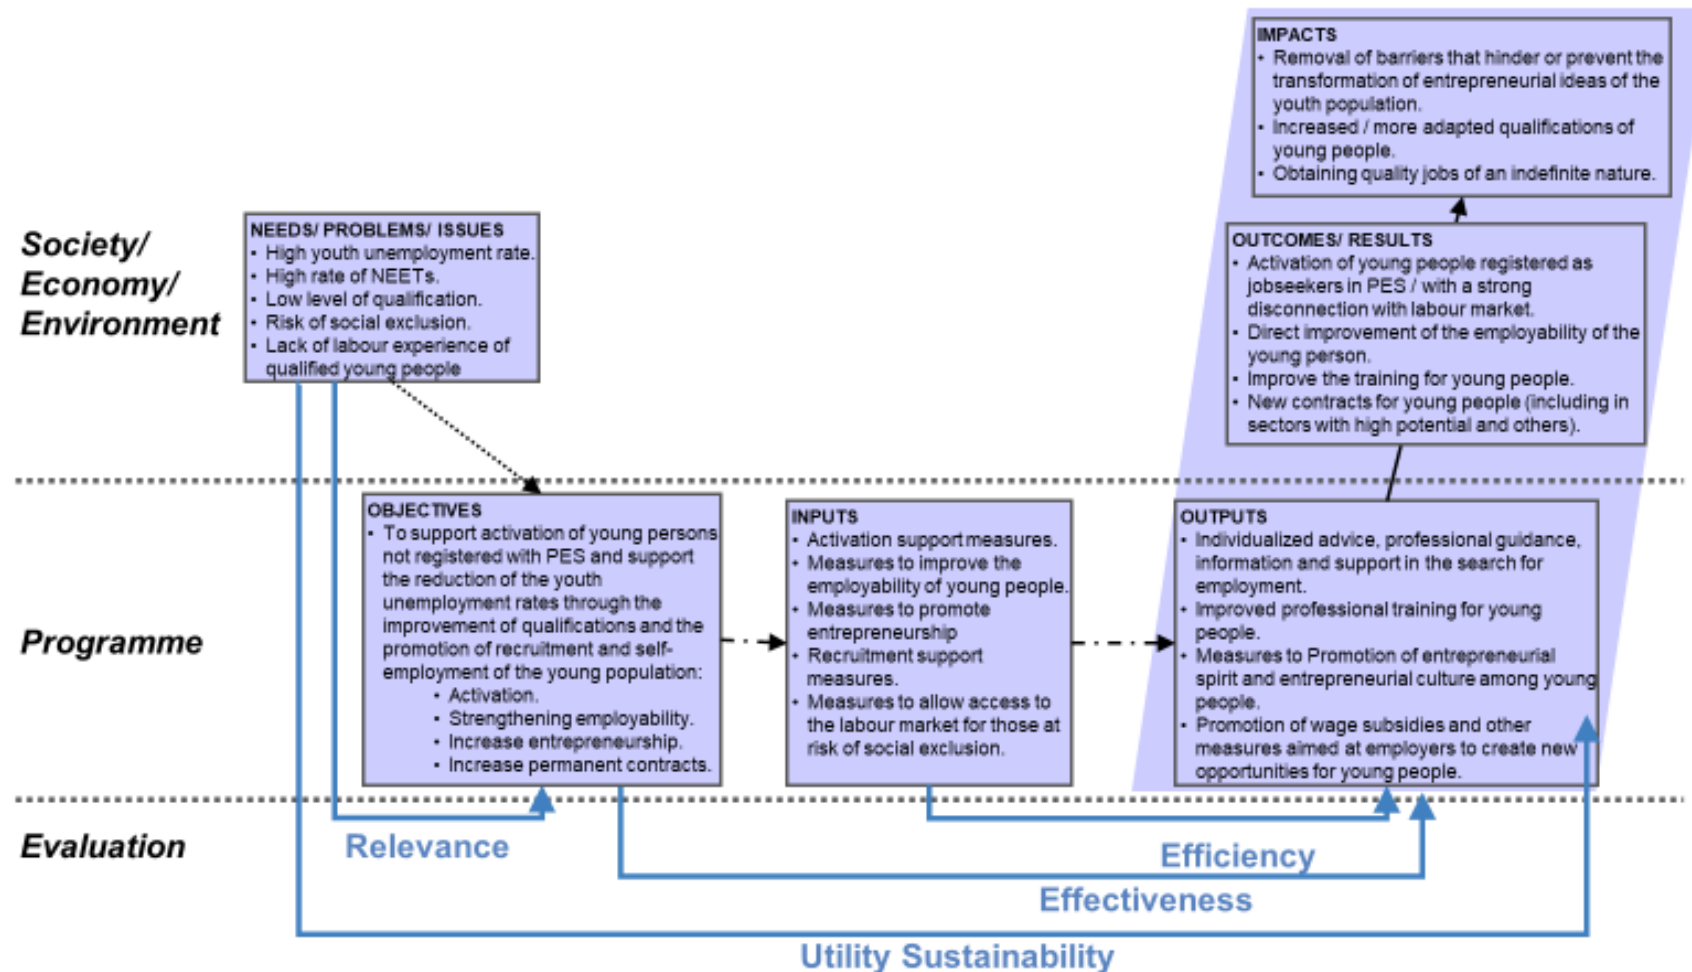 IMPACTS
• Removal of barriers that hinder or prevent the
transformation of entrepreneurial ideas of the
youth population.
• Increased / more adapted qualifications of
young people.
• Obtaining quality jobs of an indefinite nature.
Society/
Economy/
Environment
NEEDS/ PROBLEMS/ ISSUES
• High youth unemployment rate.
• High rate of NEETs.
• Low level of qualification.
• Risk of social exclusion.
• Lack of labour experience of
qualified young people
OUTCOMES/ RESULTS
• Activation of young people registered as
jobseekers in PES / with a strong
disconnection with labour market.
• Direct improvement of the employability of the
young person.
• Improve the training for young people.
• New contracts for young people (including in
sectors with high potential and others).
Programme
OBJECTIVES
• To support activation of young persons
not registered with PES and support
the reduction of the youth
unemployment rates through the
improvement of qualifications and the
promotion of recruitment and self-
employment of the young population:
• Activation.
• Strengthening employability.
• Increase entrepreneurship.
• Increase permanent contracts.
INPUTS
• Activation support measures.
• Measures to improve the
employability of young people.
• Measures to promote
entrepreneurship
• Recruitment support
measures.
• Measures to allow access to
the labour market for those at
risk of social exclusion.
OUTPUTS
• Individualized advice, professional guidance,
information and support in the search for
employment.
• Improved professional training for young
people.
• Measures to Promotion of entrepreneurial
spirit and entrepreneurial culture among young
people.
• Promotion of wage subsidies and other
measures aimed at employers to create new
opportunities for young people.
Evaluation
Relevance
Efficiency
Effectiveness
Utility Sustainability